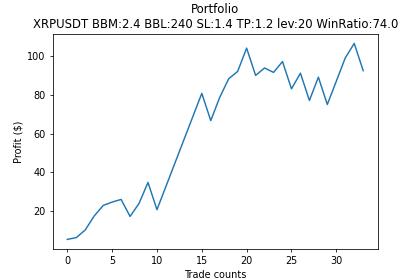 Portfolio
XRPUSDT BBM:2.4 BBL:240 SL:1.4 TP:1.2 lev:20 WinRatio:74.0
Profit ($)
100
80
60
40
20
0 5 10 15 20 25 30
Trade counts